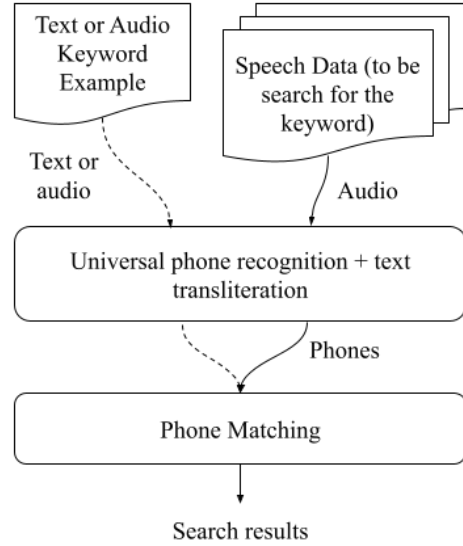 Text or Audio
Keyword
Example
Speech Data (to be
search for the
keyword)
Text or
audio
Audio
Universal phone recognition + text
transliteration
Phones
Phone Matching
Search results